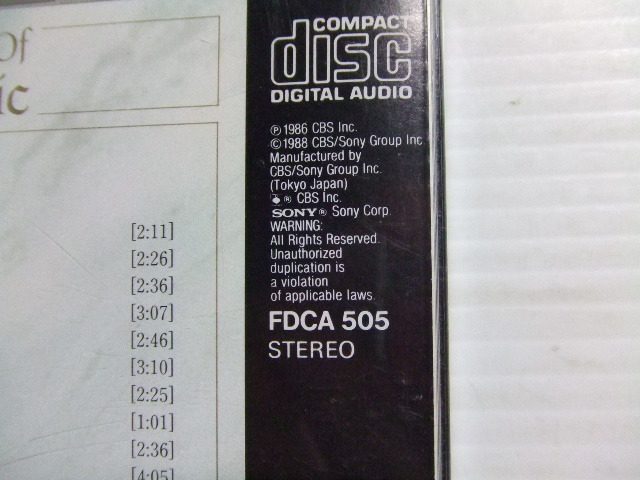 of
ic
[2:11]
[2:26]
[2:36]
[3:07]
[2:46]
[3:10]
[2:25]
[1:01]
[2:36]
[4:05]
COMPACT
disc
DIGITAL AUDIO
℗1986 CBS Inc.
©1988 CBS/Sony Group Inc
Manufactured by
CBS/Sony Group Inc.
(Tokyo Japan)
® CBS Inc.
SONY® Sony Corp.
WARNING:
All Rights Reserved.
Unauthorized
duplication is
a violation
of applicable laws.
FDCA 505
STEREO